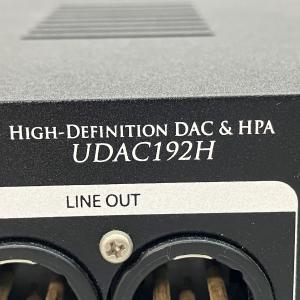 HIGH-DEFINITION DAC & HPA
UDAC192H
LINE OUT